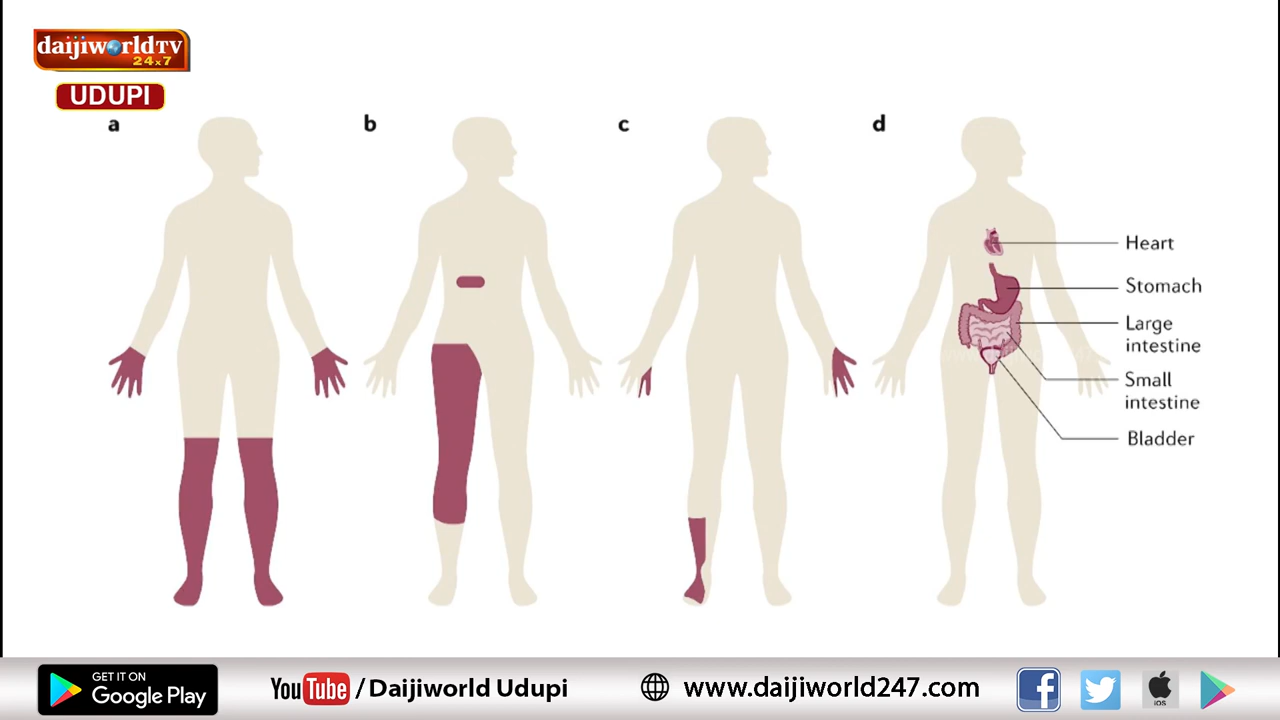 daijiworldTV
24x7
UDUPI
a
b
c
d
Heart
Stomach
Large
intestine
Small
intestine
Bladder
GET IT ON
Google Play
YouTube / Daijiworld Udupi
www.daijiworld247.com
iOS